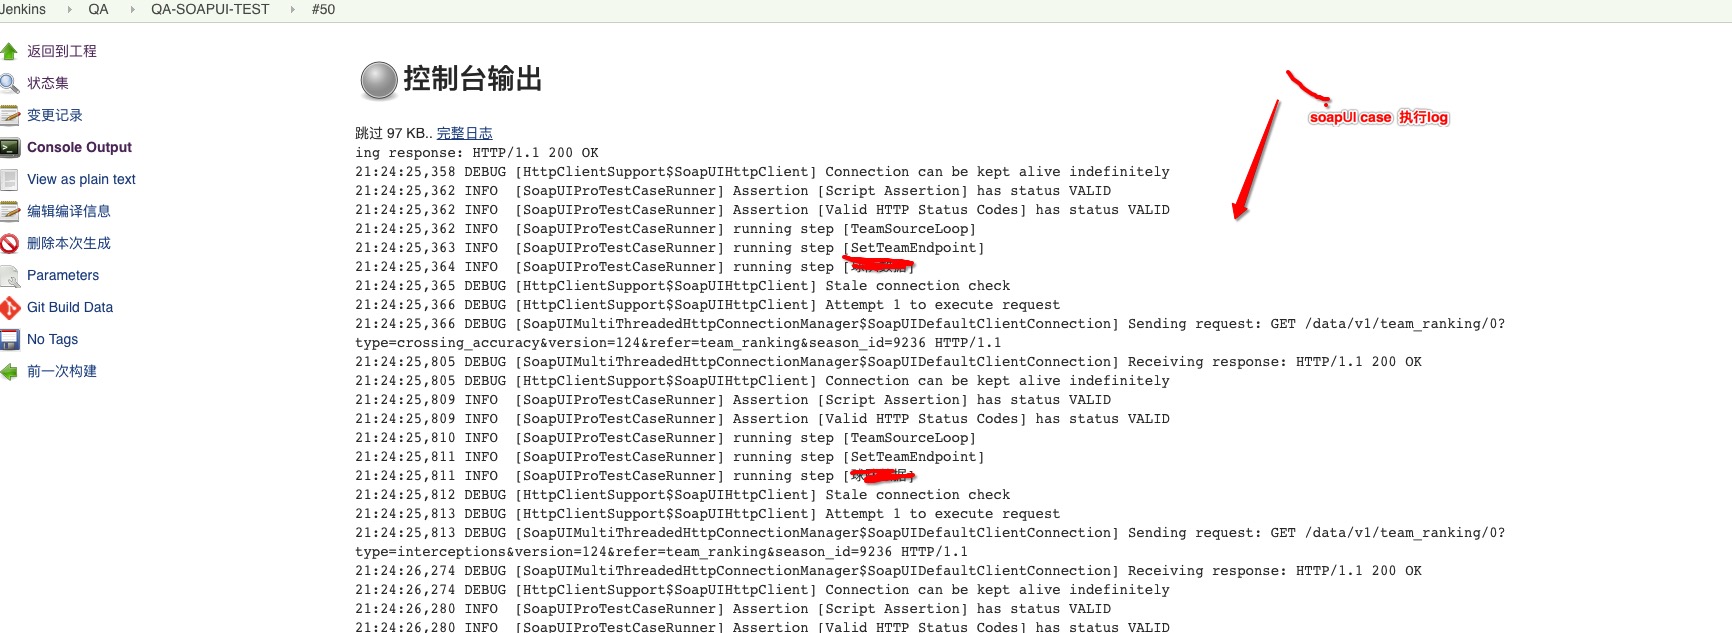 Jenkins QA QA-SOAPUI-TEST #50
返回到工程
状态集
变更记录
Console Output
View as plain text
编辑编译信息
删除本次生成
Parameters
Git Build Data
No Tags
前一次构建
控制台输出
soapUI case 执行log
跳过 97 KB.. 完整日志
ing response: HTTP/1.1 200 OK
21:24:25,358 DEBUG [HttpClientSupport$SoapUIHttpClient] Connection can be kept alive indefinitely
21:24:25,362 INFO  [SoapUIProTestCaseRunner] Assertion [Script Assertion] has status VALID
21:24:25,362 INFO  [SoapUIProTestCaseRunner] Assertion [Valid HTTP Status Codes] has status VALID
21:24:25,362 INFO  [SoapUIProTestCaseRunner] running step [TeamSourceLoop]
21:24:25,363 INFO  [SoapUIProTestCaseRunner] running step [SetTeamEndpoint]
21:24:25,364 INFO  [SoapUIProTestCaseRunner] running step [ ]
21:24:25,365 DEBUG [HttpClientSupport$SoapUIHttpClient] Stale connection check
21:24:25,366 DEBUG [HttpClientSupport$SoapUIHttpClient] Attempt 1 to execute request
21:24:25,366 DEBUG [SoapUIMultiThreadedHttpConnectionManager$SoapUIDefaultClientConnection] Sending request: GET /data/v1/team_ranking/0?
type=crossing_accuracy&version=124&refer=team_ranking&season_id=9236 HTTP/1.1
21:24:25,805 DEBUG [SoapUIMultiThreadedHttpConnectionManager$SoapUIDefaultClientConnection] Receiving response: HTTP/1.1 200 OK
21:24:25,805 DEBUG [HttpClientSupport$SoapUIHttpClient] Connection can be kept alive indefinitely
21:24:25,809 INFO  [SoapUIProTestCaseRunner] Assertion [Script Assertion] has status VALID
21:24:25,809 INFO  [SoapUIProTestCaseRunner] Assertion [Valid HTTP Status Codes] has status VALID
21:24:25,810 INFO  [SoapUIProTestCaseRunner] running step [TeamSourceLoop]
21:24:25,811 INFO  [SoapUIProTestCaseRunner] running step [SetTeamEndpoint]
21:24:25,811 INFO  [SoapUIProTestCaseRunner] running step [ ]
21:24:25,812 DEBUG [HttpClientSupport$SoapUIHttpClient] Stale connection check
21:24:25,813 DEBUG [HttpClientSupport$SoapUIHttpClient] Attempt 1 to execute request
21:24:25,813 DEBUG [SoapUIMultiThreadedHttpConnectionManager$SoapUIDefaultClientConnection] Sending request: GET /data/v1/team_ranking/0?
type=interceptions&version=124&refer=team_ranking&season_id=9236 HTTP/1.1
21:24:26,274 DEBUG [SoapUIMultiThreadedHttpConnectionManager$SoapUIDefaultClientConnection] Receiving response: HTTP/1.1 200 OK
21:24:26,274 DEBUG [HttpClientSupport$SoapUIHttpClient] Connection can be kept alive indefinitely
21:24:26,280 INFO  [SoapUIProTestCaseRunner] Assertion [Script Assertion] has status VALID
21:24:26,280 INFO  [SoapUIProTestCaseRunner] Assertion [Valid HTTP Status Codes] has status VALID